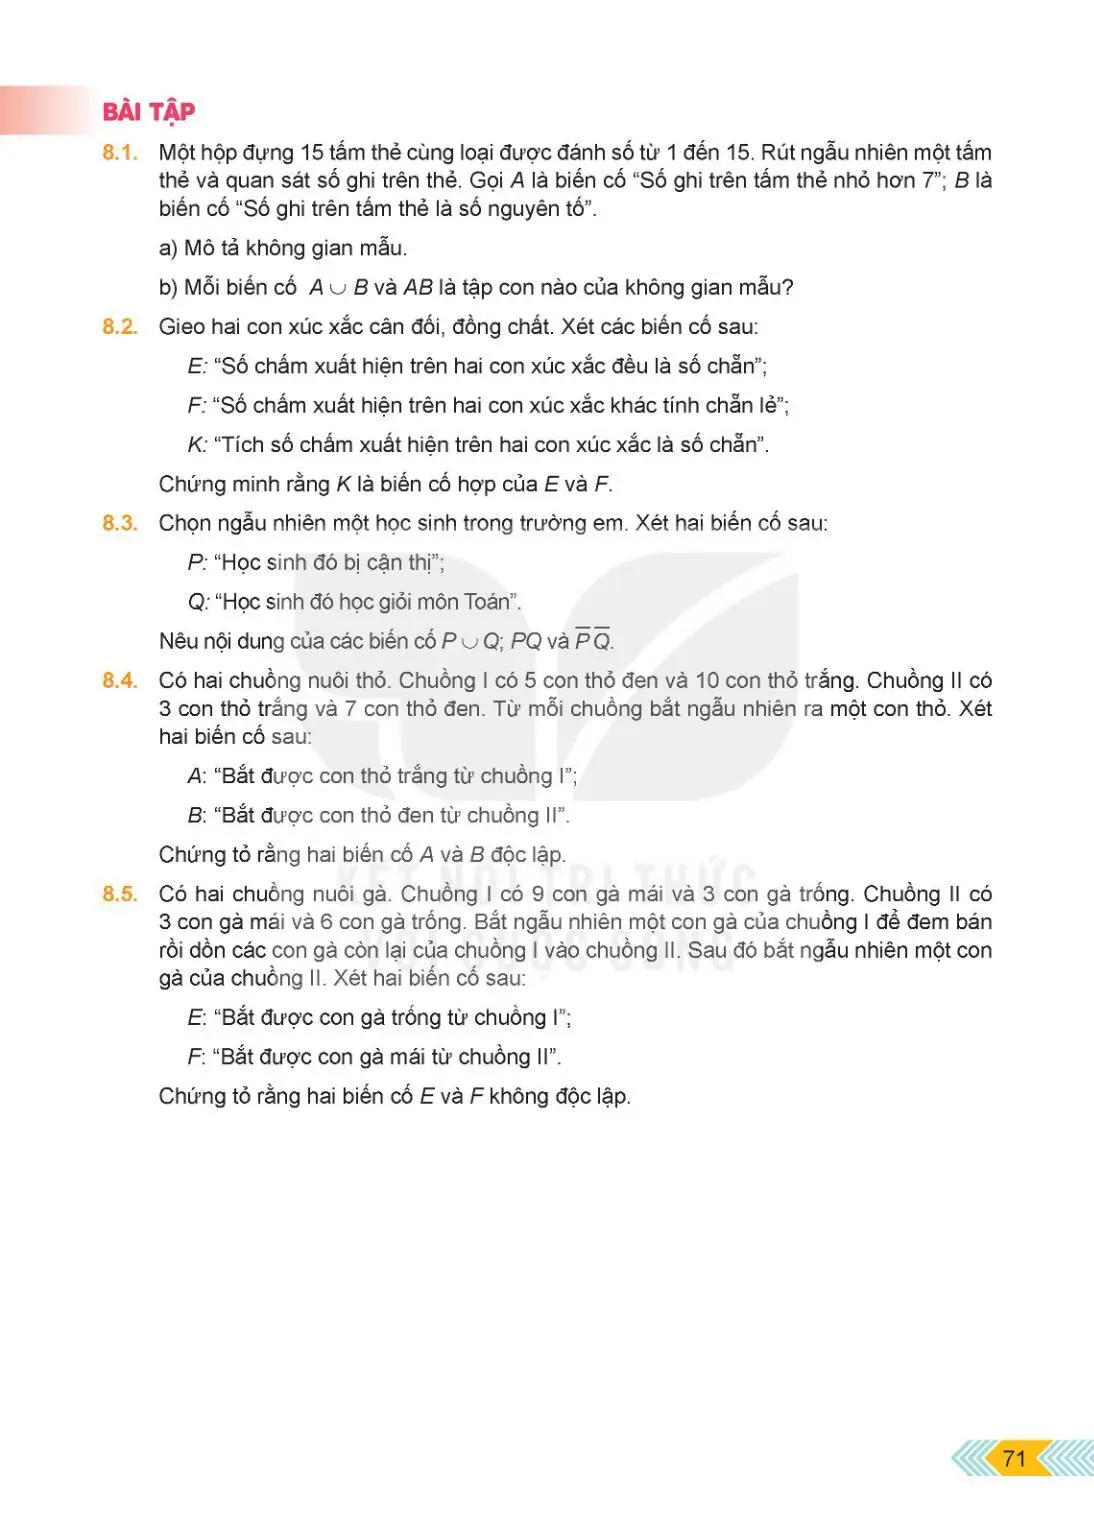 BÀI TẬP
8.1. Một hộp đựng 15 tấm thẻ cùng loại được đánh số từ 1 đến 15. Rút ngẫu nhiên một tấm
thẻ và quan sát số ghi trên thẻ. Gọi A là biến cố “Số ghi trên tấm thẻ nhỏ hơn 7”; B là
biến cố “Số ghi trên tấm thẻ là số nguyên tố”.
a) Mô tả không gian mẫu.
b) Mỗi biến cố A ∪ B và AB là tập con nào của không gian mẫu?
8.2. Gieo hai con xúc xắc cân đối, đồng chất. Xét các biến cố sau:
E: “Số chấm xuất hiện trên hai con xúc xắc đều là số chẵn”;
F: “Số chấm xuất hiện trên hai con xúc xắc khác tính chẵn lẻ”;
K: “Tích số chấm xuất hiện trên hai con xúc xắc là số chẵn”.
Chứng minh rằng K là biến cố hợp của E và F.
8.3. Chọn ngẫu nhiên một học sinh trong trường em. Xét hai biến cố sau:
P: “Học sinh đó bị cận thị”;
Q: “Học sinh đó học giỏi môn Toán”.
Nêu nội dung của các biến cố P ∪ Q; PQ và P̅ Q̅.
8.4. Có hai chuồng nuôi thỏ. Chuồng I có 5 con thỏ đen và 10 con thỏ trắng. Chuồng II có
3 con thỏ trắng và 7 con thỏ đen. Từ mỗi chuồng bắt ngẫu nhiên ra một con thỏ. Xét
hai biến cố sau:
A: “Bắt được con thỏ trắng từ chuồng I”;
B: “Bắt được con thỏ đen từ chuồng II”.
Chứng tỏ rằng hai biến cố A và B độc lập.
KẾT NỐI TRI THỨC
8.5. Có hai chuồng nuôi gà. Chuồng I có 9 con gà mái và 3 con gà trống. Chuồng II có
3 con gà mái và 6 con gà trống. Bắt ngẫu nhiên một con gà của chuồng I để đem bán
rồi dồn các con gà còn lại của chuồng I vào chuồng II. Sau đó bắt ngẫu nhiên một con
VỚI CUỘC SỐNG
gà của chuồng II. Xét hai biến cố sau:
E: “Bắt được con gà trống từ chuồng I”;
F: “Bắt được con gà mái từ chuồng II”.
Chứng tỏ rằng hai biến cố E và F không độc lập.
71